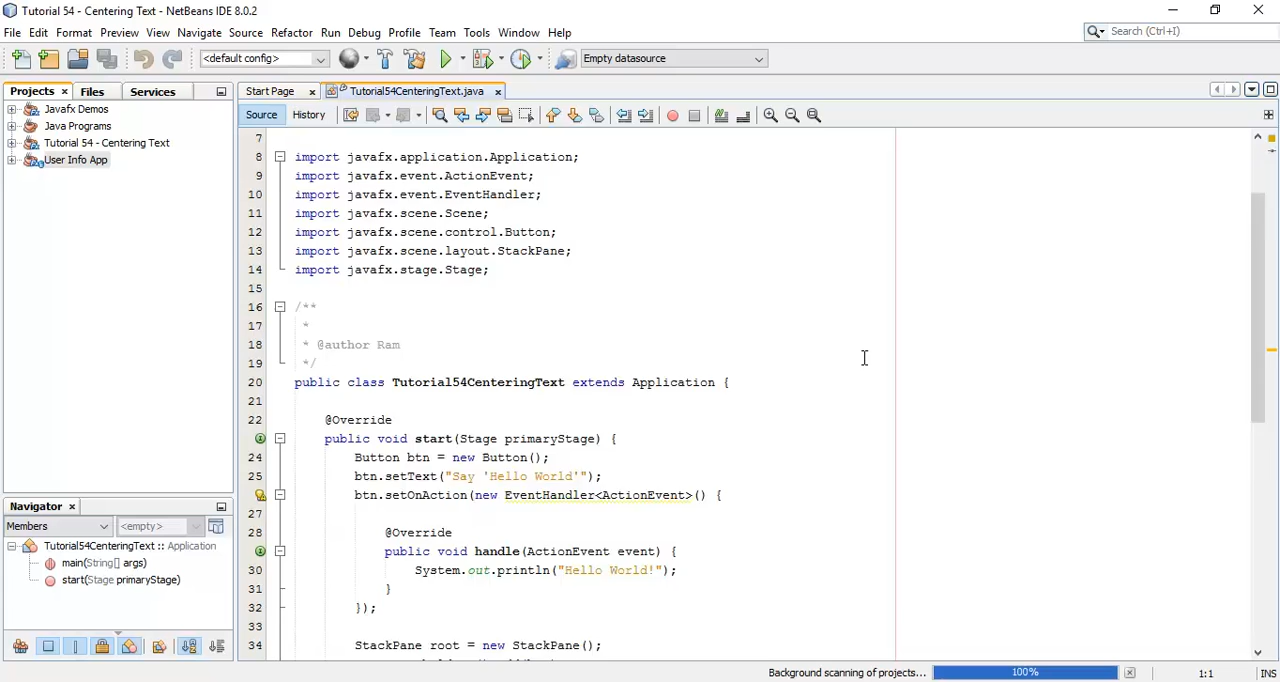 Tutorial 54 - Centering Text - NetBeans IDE 8.0.2
File Edit Format Preview View Navigate Source Refactor Run Debug Profile Team Tools Window Help
Search (Ctrl+I)
<default config>
Empty datasource
Projects Files Services
Start Page Tutorial54CenteringText.java
Javafx Demos
Java Programs
Tutorial 54 - Centering Text
User Info App
Source History
7
8 import javafx.application.Application;
9 import javafx.event.ActionEvent;
10 import javafx.event.EventHandler;
11 import javafx.scene.Scene;
12 import javafx.scene.control.Button;
13 import javafx.scene.layout.StackPane;
14 import javafx.stage.Stage;
15
16 /**
17 *
18 * @author Ram
19 */
20 public class Tutorial54CenteringText extends Application {
21
22 @Override
public void start(Stage primaryStage) {
24 Button btn = new Button();
25 btn.setText("Say 'Hello World'");
btn.setOnAction(new EventHandler<ActionEvent>() {
27
28 @Override
public void handle(ActionEvent event) {
30 System.out.println("Hello World!");
31 }
32 });
33
34 StackPane root = new StackPane();
Navigator
Members <empty>
Tutorial54CenteringText :: Application
main(String[] args)
start(Stage primaryStage)
Background scanning of projects... 100% 1:1 INS